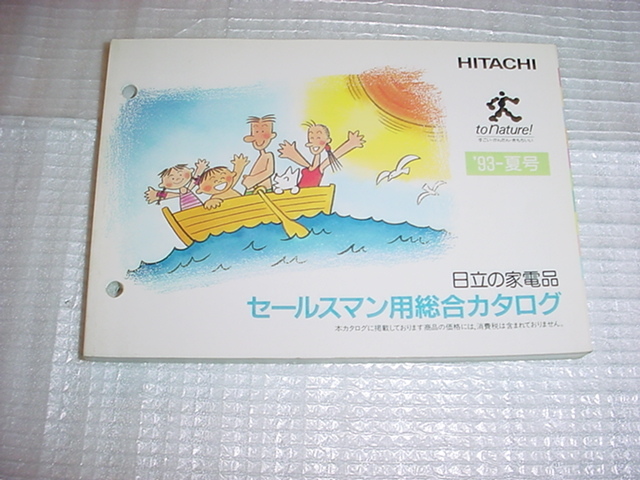 HITACHI
to nature!
'93-夏号
日立の家電品
セールスマン用総合カタログ
本カタログに掲載しております商品の価格には、消費税は含まれておりません。